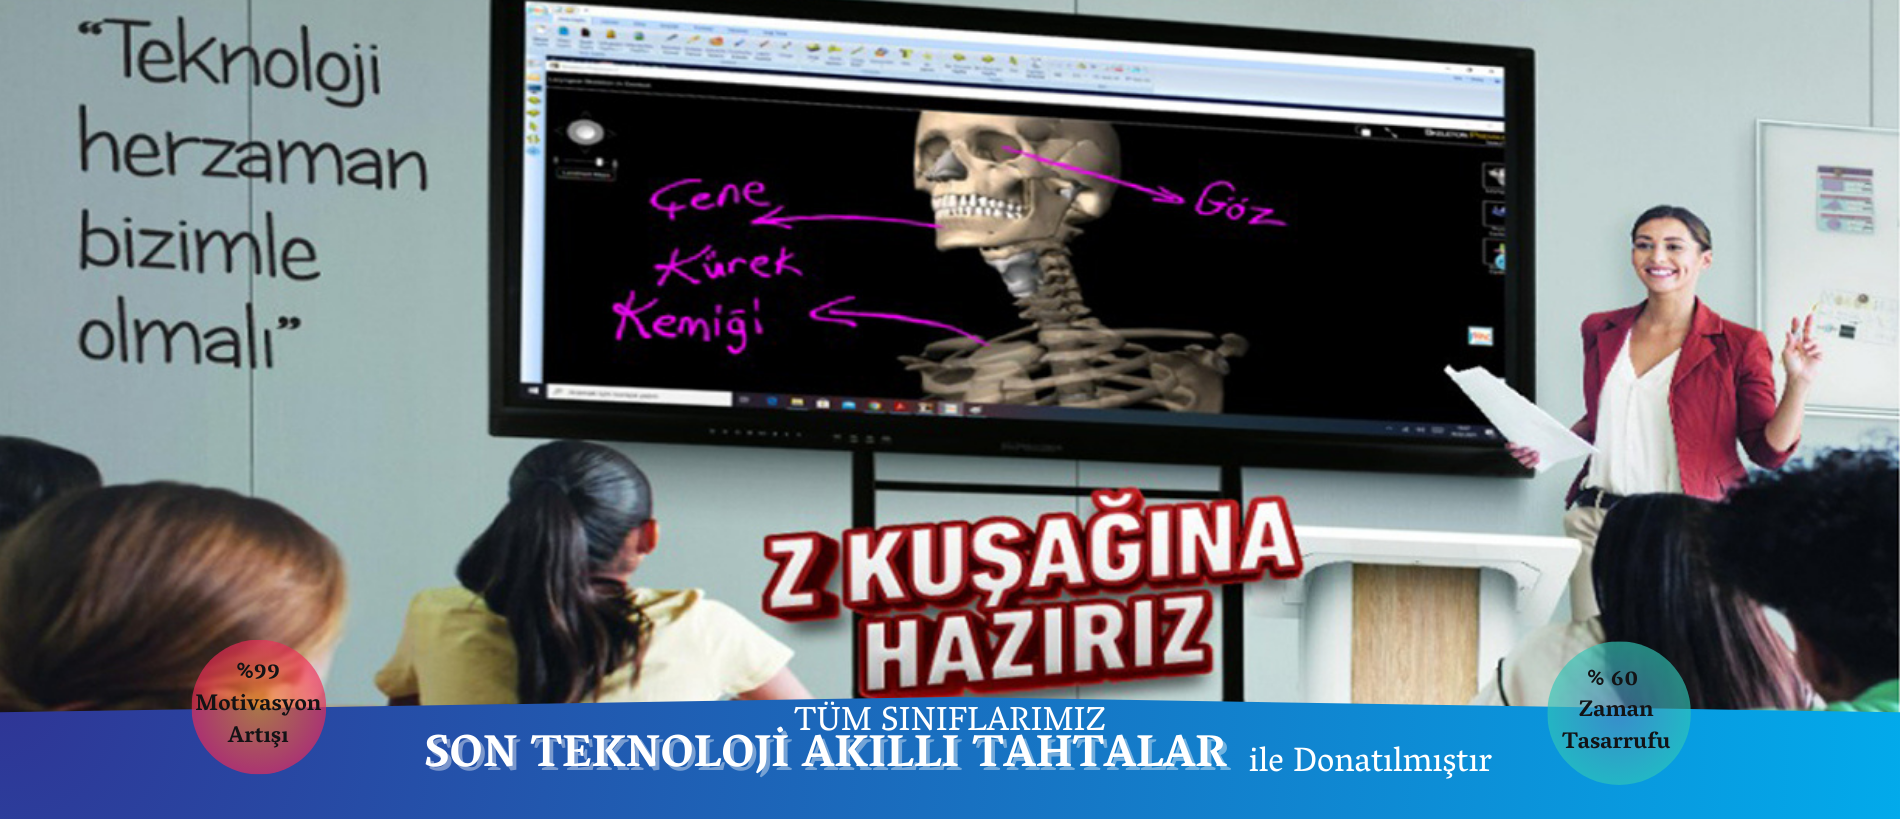 “Teknoloji
herzaman
bizimle
olmalı”
Çene
Göz
Kürek
Kemiği
Z KUŞAĞINA
HAZIRIZ
%99
Motivasyon
Artışı
% 60
Zaman
Tasarrufu
TÜM SINIFLARIMIZ
SON TEKNOLOJİ AKILLI TAHTALAR ile Donatılmıştır